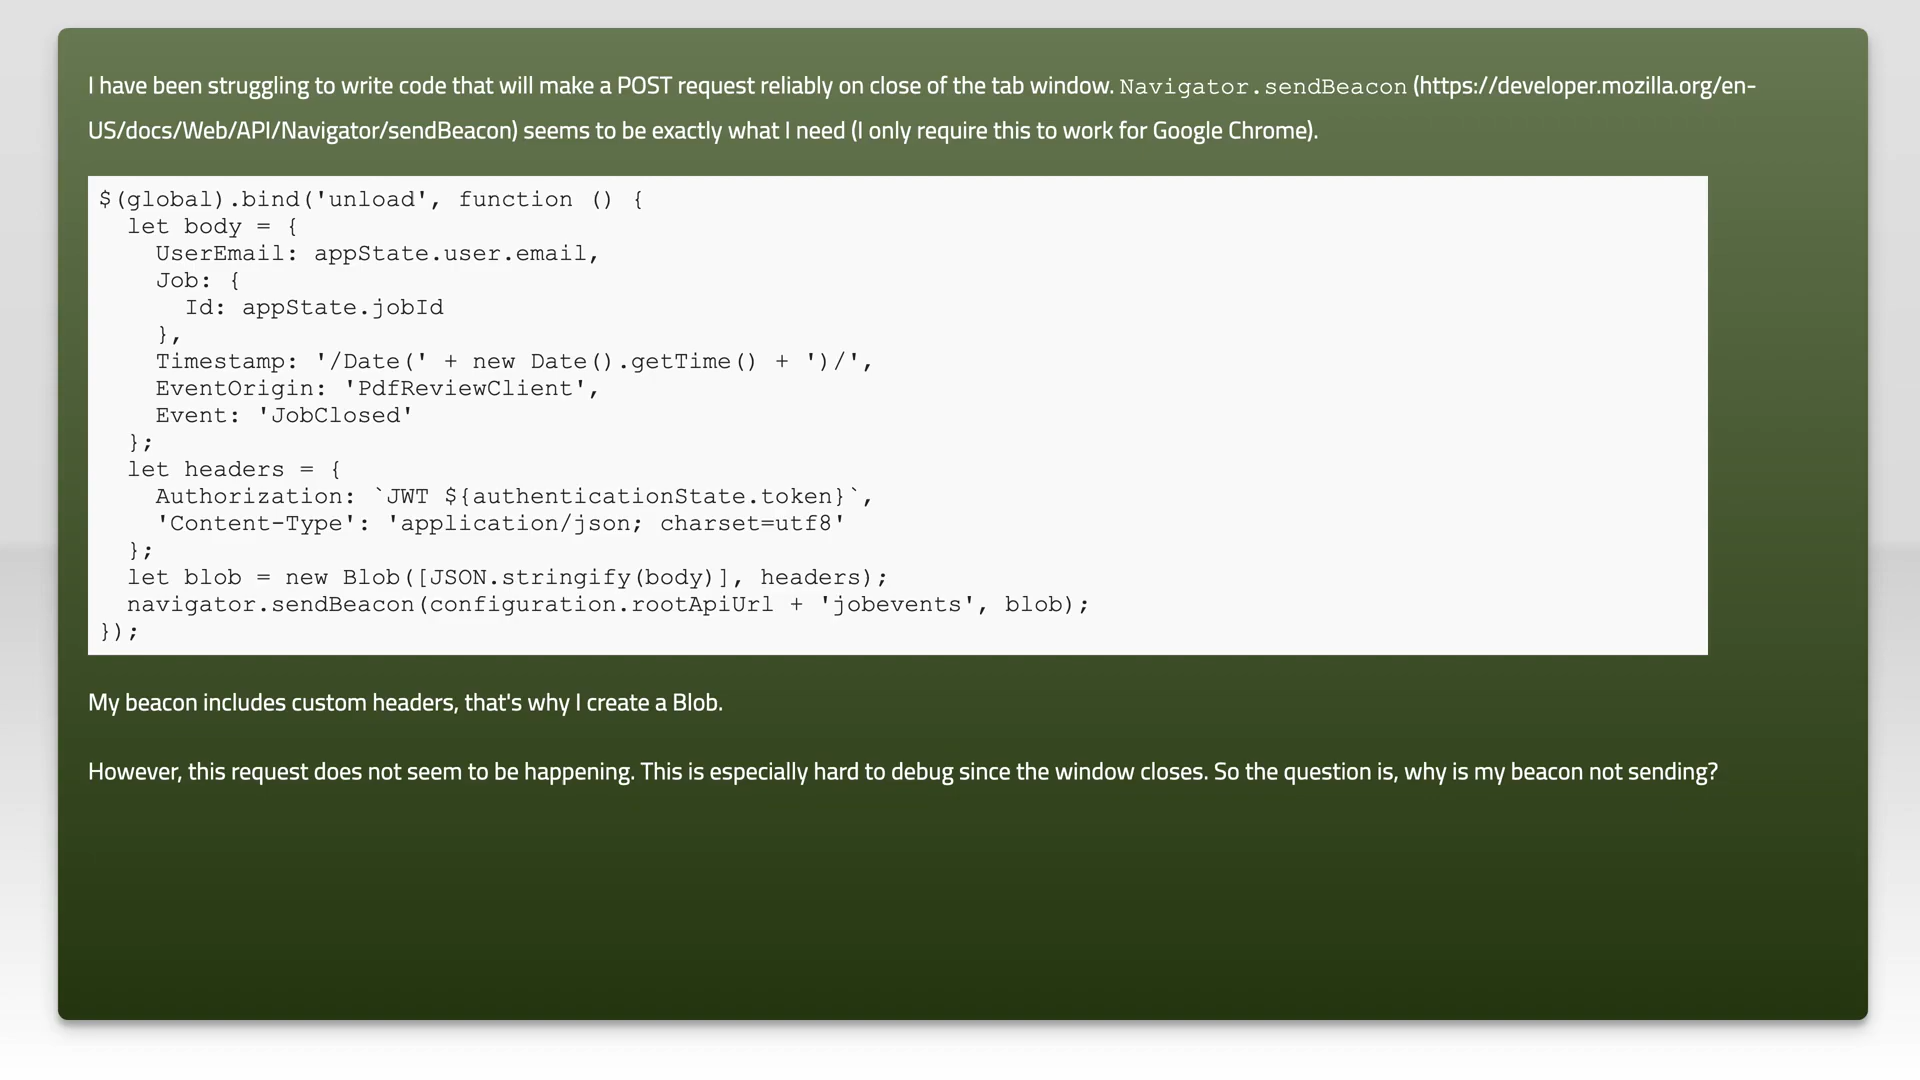 I have been struggling to write code that will make a POST request reliably on close of the tab window. Navigator.sendBeacon (https://developer.mozilla.org/en-
US/docs/Web/API/Navigator/sendBeacon) seems to be exactly what I need (I only require this to work for Google Chrome).
$(global).bind('unload', function () {
  let body = {
    UserEmail: appState.user.email,
    Job: {
      Id: appState.jobId
    },
    Timestamp: '/Date(' + new Date().getTime() + ')/',
    EventOrigin: 'PdfReviewClient',
    Event: 'JobClosed'
  };
  let headers = {
    Authorization: `JWT ${authenticationState.token}`,
    'Content-Type': 'application/json; charset=utf8'
  };
  let blob = new Blob([JSON.stringify(body)], headers);
  navigator.sendBeacon(configuration.rootApiUrl + 'jobevents', blob);
});
My beacon includes custom headers, that's why I create a Blob.
However, this request does not seem to be happening. This is especially hard to debug since the window closes. So the question is, why is my beacon not sending?